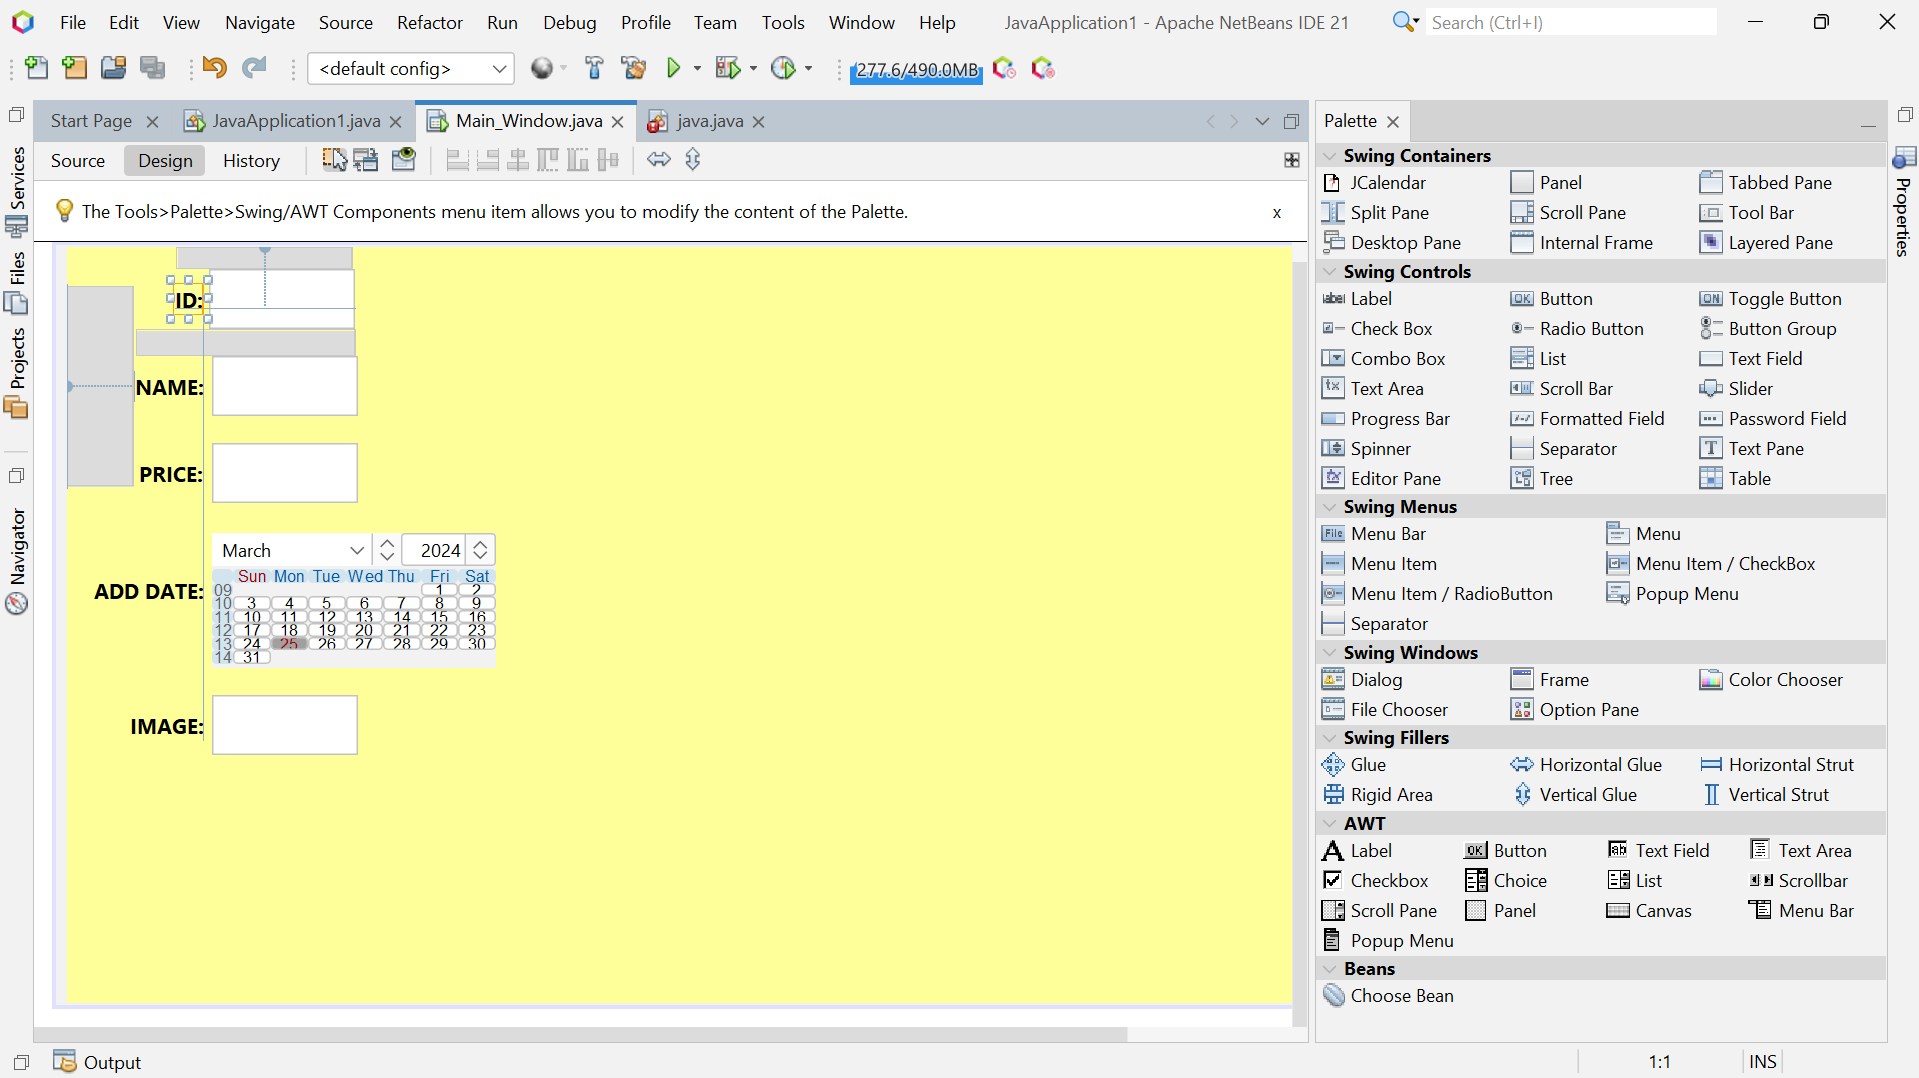 File Edit View Navigate Source Refactor Run Debug Profile Team Tools Window Help JavaApplication1 - Apache NetBeans IDE 21 Search (Ctrl+I)
<default config> 277.6/490.0MB
Start Page JavaApplication1.java Main_Window.java java.java
Source Design History
The Tools>Palette>Swing/AWT Components menu item allows you to modify the content of the Palette. x
Services
Files
Projects
Navigator
ID:
NAME:
PRICE:
ADD DATE:
March 2024
Sun Mon Tue Wed Thu Fri Sat
09 1 2
10 3 4 5 6 7 8 9
11 10 11 12 13 14 15 16
12 17 18 19 20 21 22 23
13 24 25 26 27 28 29 30
14 31
IMAGE:
Palette
Swing Containers
JCalendar Panel Tabbed Pane
Split Pane Scroll Pane Tool Bar
Desktop Pane Internal Frame Layered Pane
Swing Controls
Label Button Toggle Button
Check Box Radio Button Button Group
Combo Box List Text Field
Text Area Scroll Bar Slider
Progress Bar Formatted Field Password Field
Spinner Separator Text Pane
Editor Pane Tree Table
Swing Menus
Menu Bar Menu
Menu Item Menu Item / CheckBox
Menu Item / RadioButton Popup Menu
Separator
Swing Windows
Dialog Frame Color Chooser
File Chooser Option Pane
Swing Fillers
Glue Horizontal Glue Horizontal Strut
Rigid Area Vertical Glue Vertical Strut
AWT
Label Button Text Field Text Area
Checkbox Choice List Scrollbar
Scroll Pane Panel Canvas Menu Bar
Popup Menu
Beans
Choose Bean
Properties
Output 1:1 INS